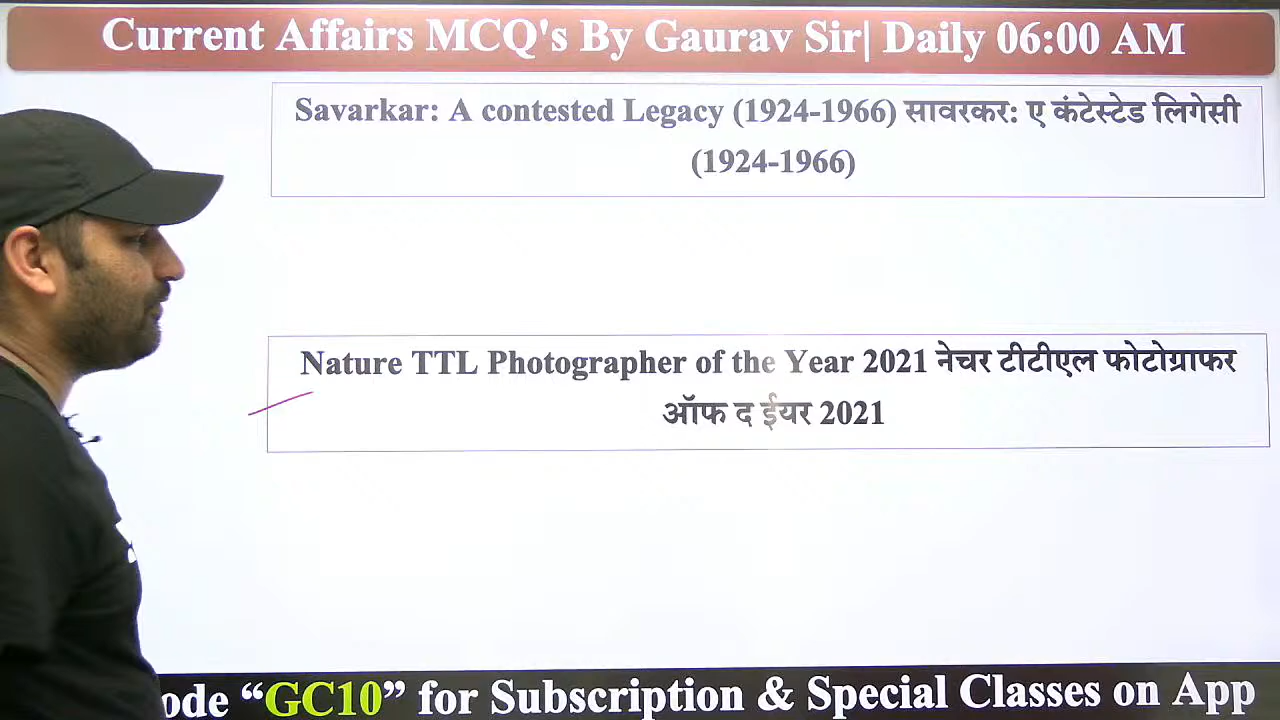 Current Affairs MCQ's By Gaurav Sir| Daily 06:00 AM
Savarkar: A contested Legacy (1924-1966) सावरकर: ए कंटेस्टेड लिगेसी
(1924-1966)
Nature TTL Photographer of the Year 2021 नेचर टीटीएल फोटोग्राफर
ऑफ द ईयर 2021
ode “GC10” for Subscription & Special Classes on App